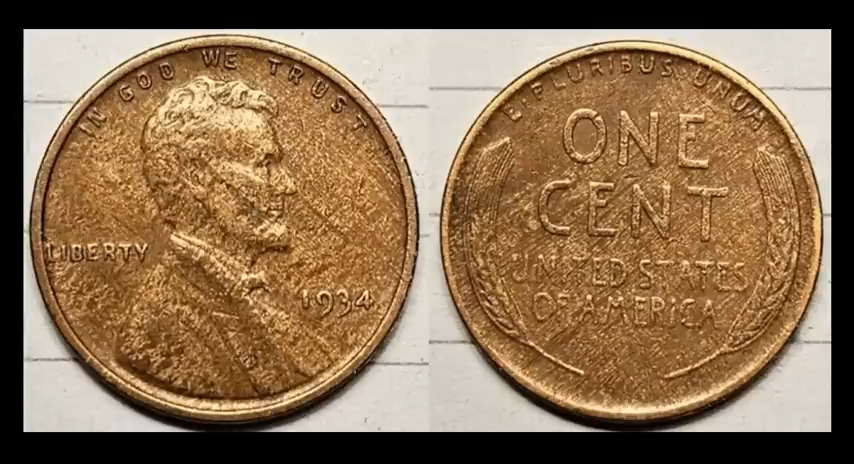 IN GOD WE TRUST
LIBERTY
1934
E·PLURIBUS·UNUM
ONE
CENT
UNITED STATES
OF AMERICA